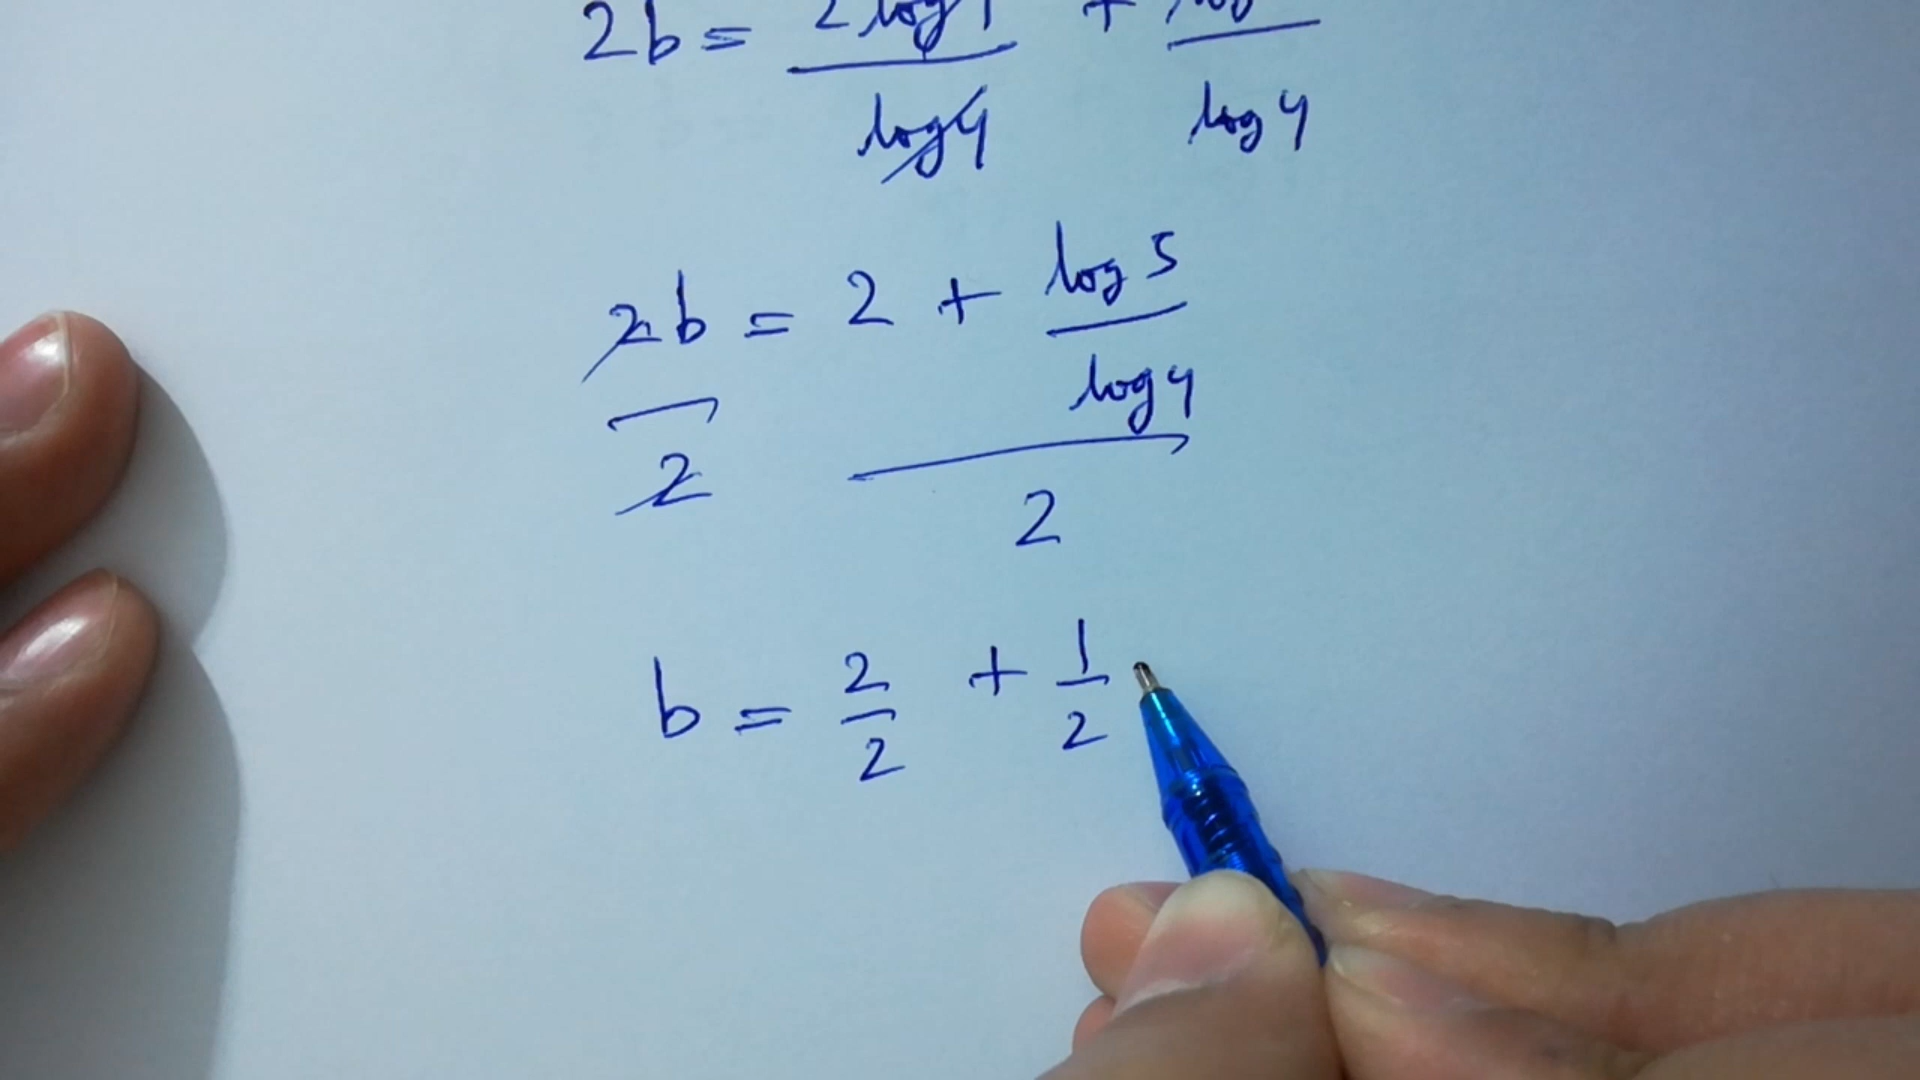 2b = 2 log 4 / log 4 + log / log 4
2b / 2 = 2 + log 5 / log 4 / 2
b = 2/2 + 1/2